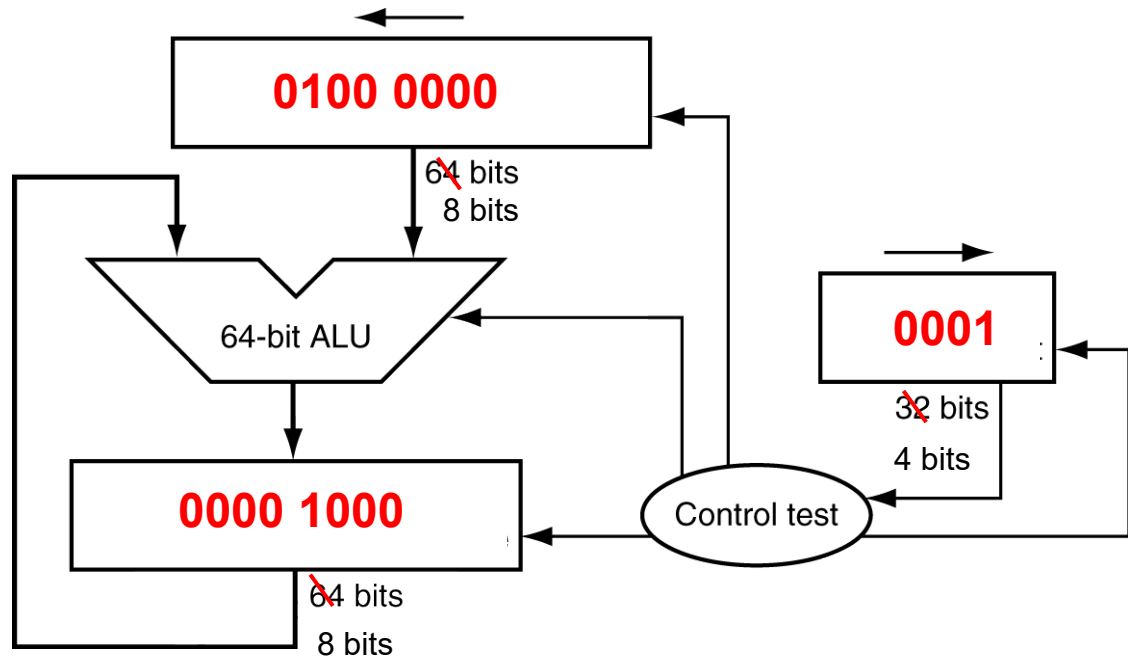 0100 0000
64 bits
8 bits
64-bit ALU
0001
32 bits
4 bits
0000 1000
Control test
64 bits
8 bits